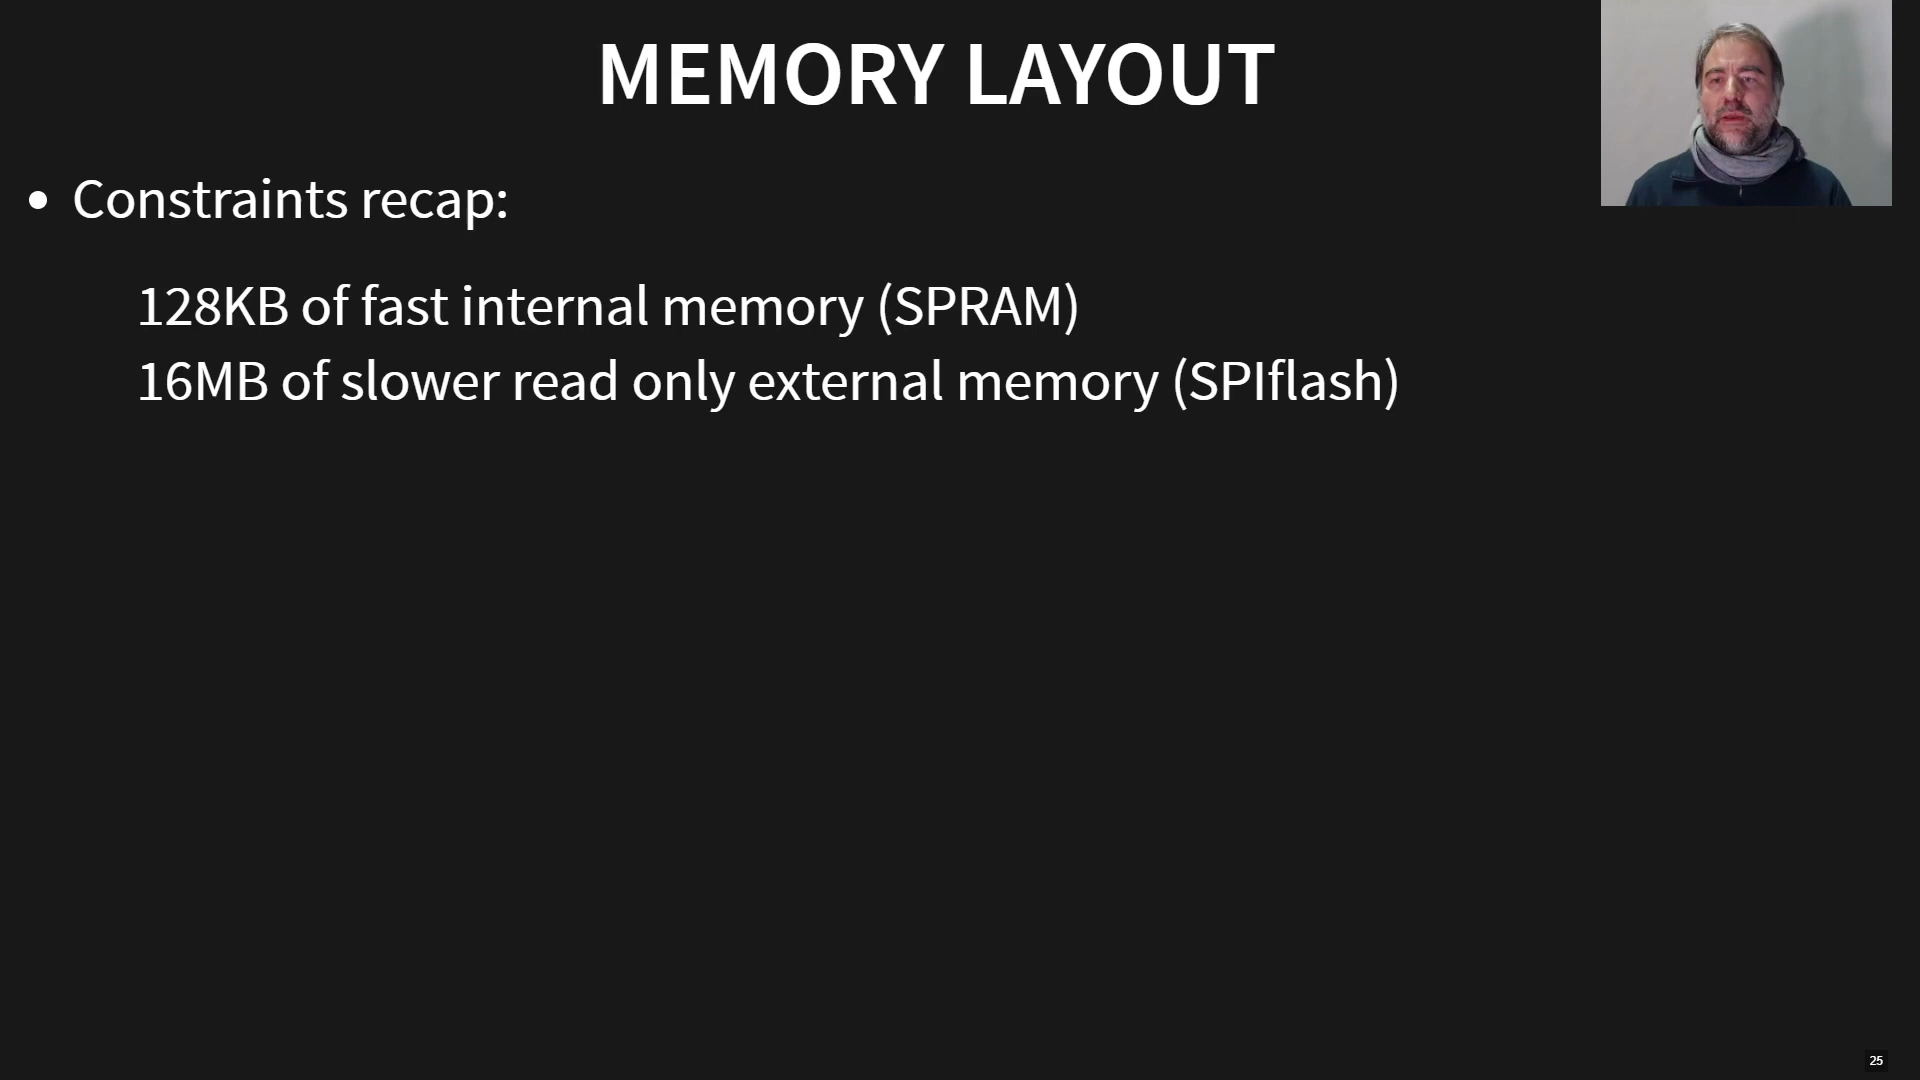 MEMORY LAYOUT
• Constraints recap:
128KB of fast internal memory (SPRAM)
16MB of slower read only external memory (SPIflash)
25